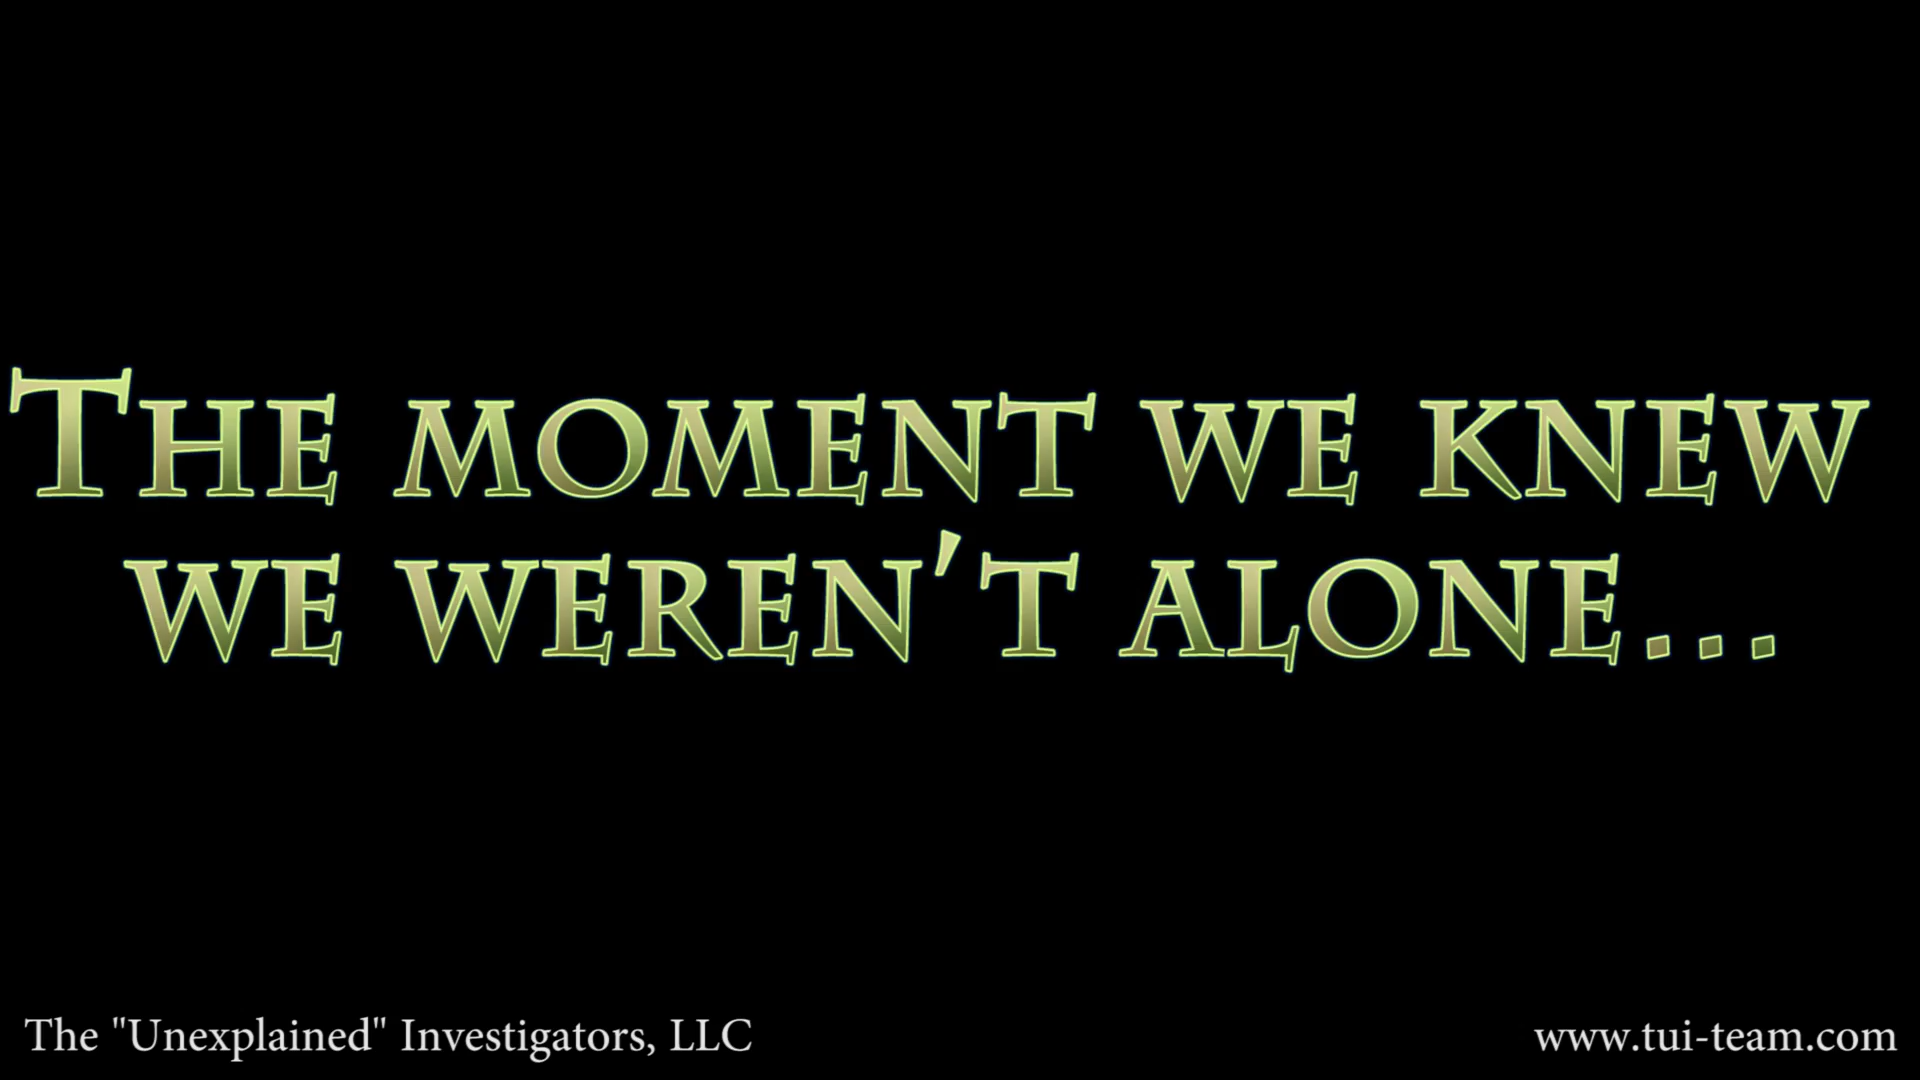 The moment we knew
we weren't alone...
The "Unexplained" Investigators, LLC
www.tui-team.com